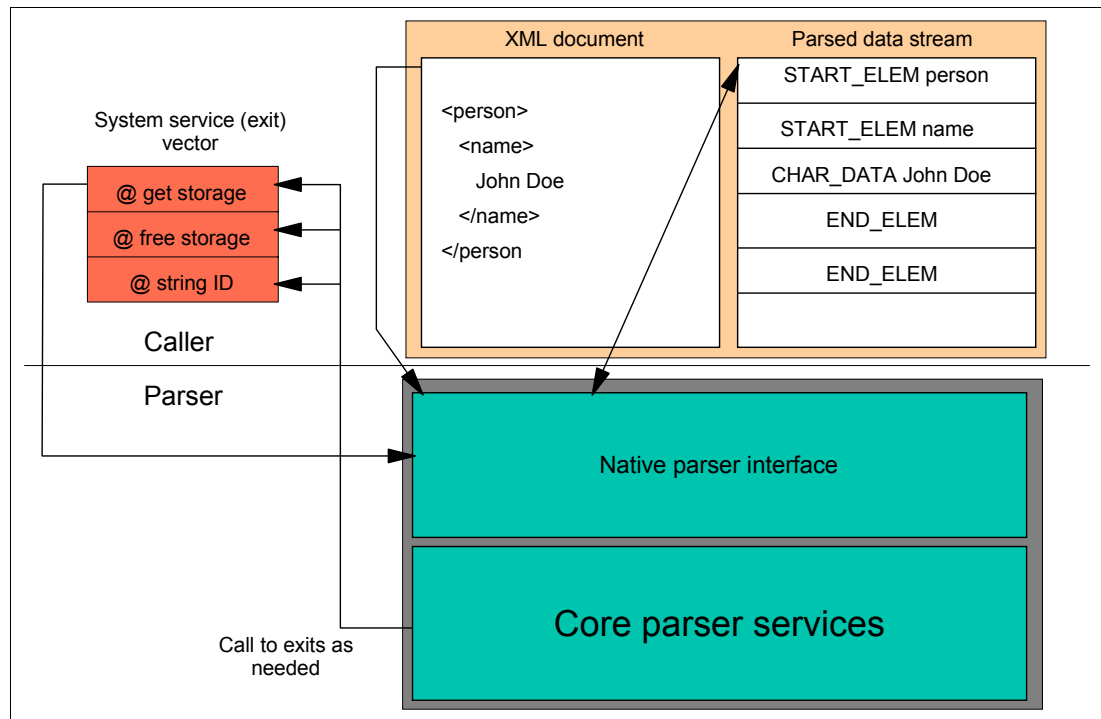 XML document
Parsed data stream
System service (exit)
vector
@ get storage
@ free storage
@ string ID
<person>
<name>
John Doe
</name>
</person
START_ELEM person
START_ELEM name
CHAR_DATA John Doe
END_ELEM
END_ELEM
Caller
Parser
Native parser interface
Core parser services
Call to exits as
needed